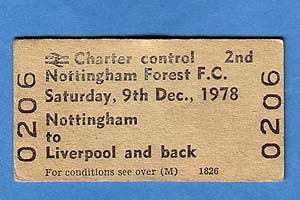 Charter control 2nd
Nottingham Forest F.C.
Saturday, 9th Dec., 1978
Nottingham
to
Liverpool and back
For conditions see over (M) 1826
0206
0206